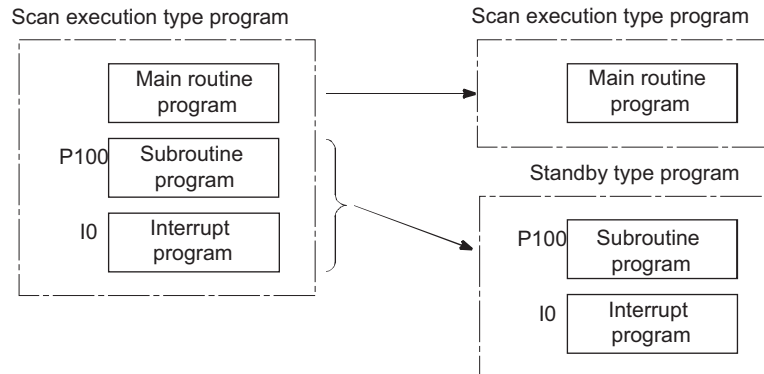 Scan execution type program
Main routine
program
P100
Subroutine
program
I0
Interrupt
program
Scan execution type program
Main routine
program
Standby type program
P100
Subroutine
program
I0
Interrupt
program